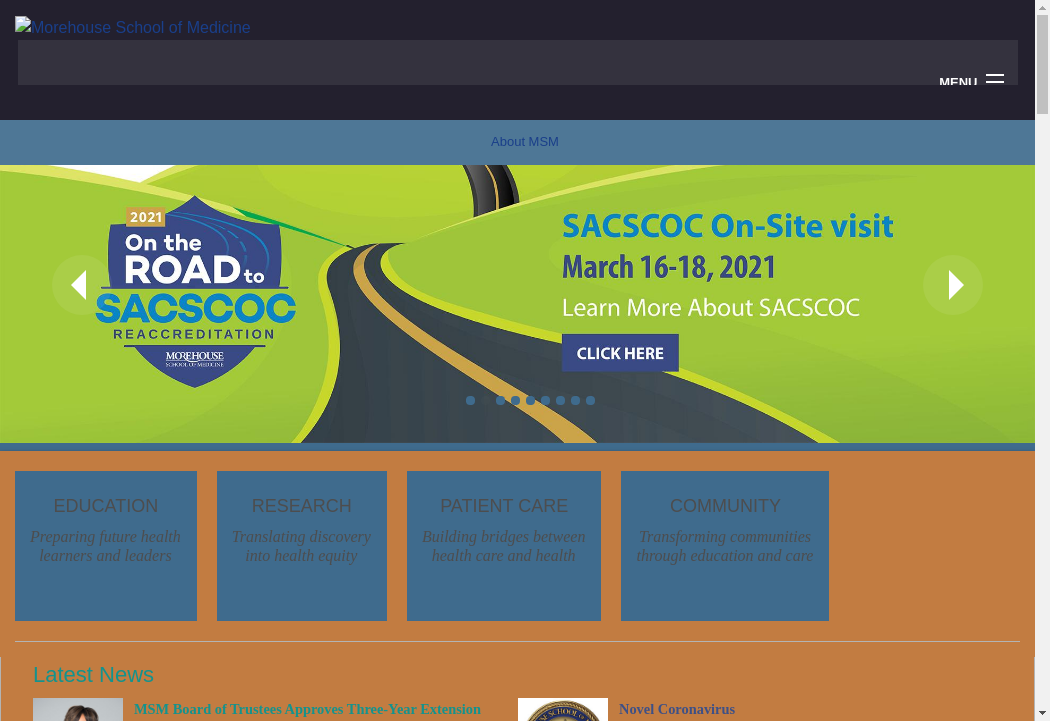 Morehouse School of Medicine
MENU
About MSM
2021
On the
ROAD to
SACSCOC
REACCREDITATION
MOREHOUSE
SCHOOL OF MEDICINE
SACSCOC On-Site visit
March 16-18, 2021
Learn More About SACSCOC
CLICK HERE
EDUCATION
Preparing future health
learners and leaders
RESEARCH
Translating discovery
into health equity
PATIENT CARE
Building bridges between
health care and health
COMMUNITY
Transforming communities
through education and care
Latest News
MSM Board of Trustees Approves Three-Year Extension
Novel Coronavirus